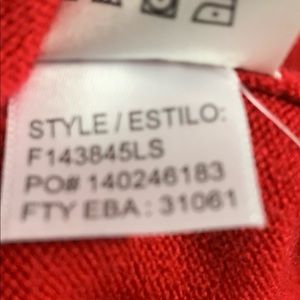 STYLE / ESTILO:
F143845LS
PO# 140246183
FTY EBA : 31061